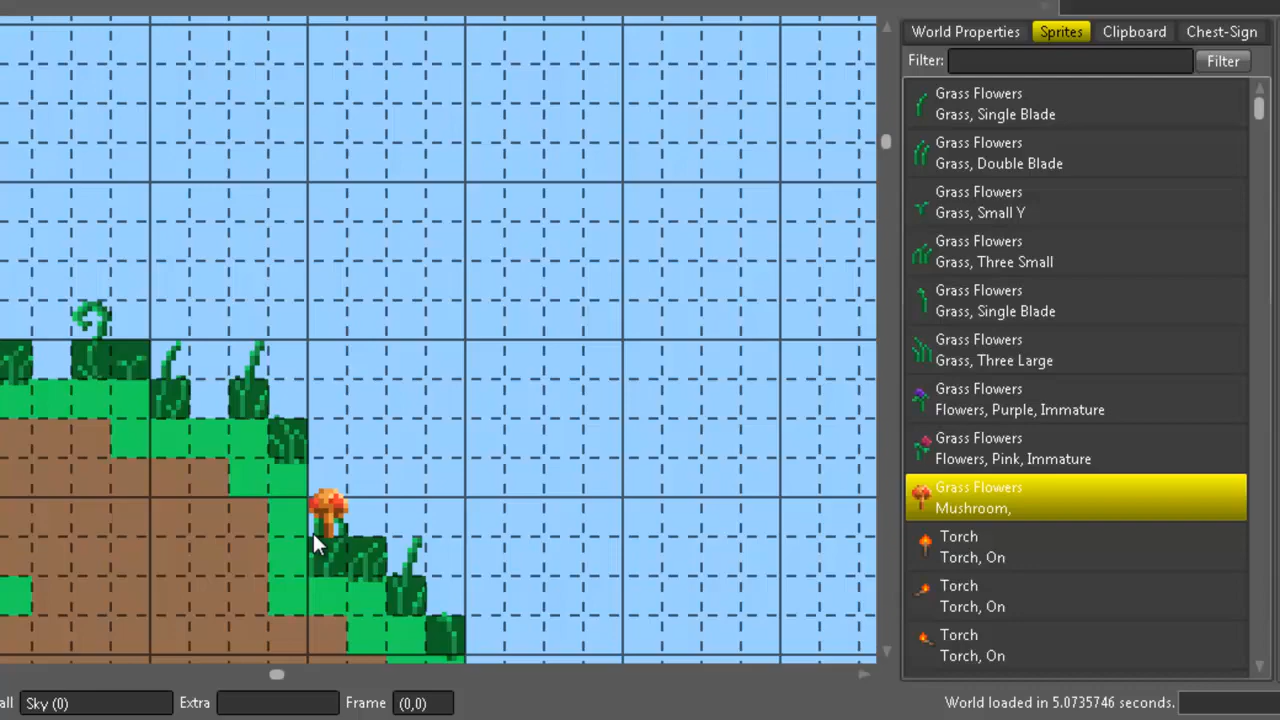 World Properties Sprites Clipboard Chest-Sign
Filter: Filter
Grass Flowers
Grass, Single Blade
Grass Flowers
Grass, Double Blade
Grass Flowers
Grass, Small Y
Grass Flowers
Grass, Three Small
Grass Flowers
Grass, Single Blade
Grass Flowers
Grass, Three Large
Grass Flowers
Flowers, Purple, Immature
Grass Flowers
Flowers, Pink, Immature
Grass Flowers
Mushroom,
Torch
Torch, On
Torch
Torch, On
Torch
Torch, On
all Sky (0) Extra Frame (0,0) World loaded in 5.0735746 seconds.